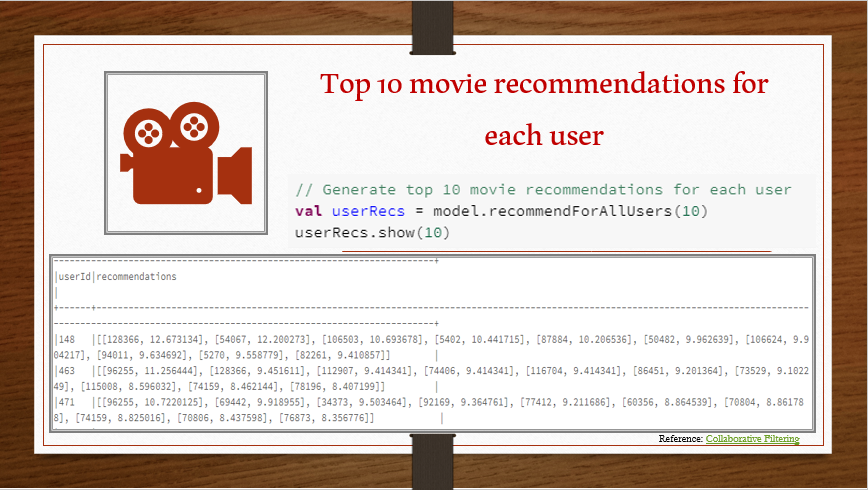 Top 10 movie recommendations for
each user
// Generate top 10 movie recommendations for each user
val userRecs = model.recommendForAllUsers(10)
userRecs.show(10)
--------------------------------------------------------------------+
|userId|recommendations
|
+------+----------------------------------------------------------------------------------------------------------------------------
--------------------------------------------------------------------+
|148 |[[128366, 12.673134], [54067, 12.200273], [106503, 10.693678], [5402, 10.441715], [87884, 10.206536], [50482, 9.962639], [106624, 9.9
04217], [94011, 9.634692], [5270, 9.558779], [82261, 9.410857]] |
|463 |[[96255, 11.256444], [128366, 9.451611], [112907, 9.414341], [74406, 9.414341], [116704, 9.414341], [86451, 9.201364], [73529, 9.1022
49], [115008, 8.596032], [74159, 8.462144], [78196, 8.407199]] |
|471 |[[96255, 10.7220125], [69442, 9.918955], [34373, 9.503464], [92169, 9.364761], [77412, 9.211686], [60356, 8.864539], [70804, 8.86178
8], [74159, 8.825016], [70806, 8.437598], [76873, 8.356776]] |
Reference: Collaborative Filtering